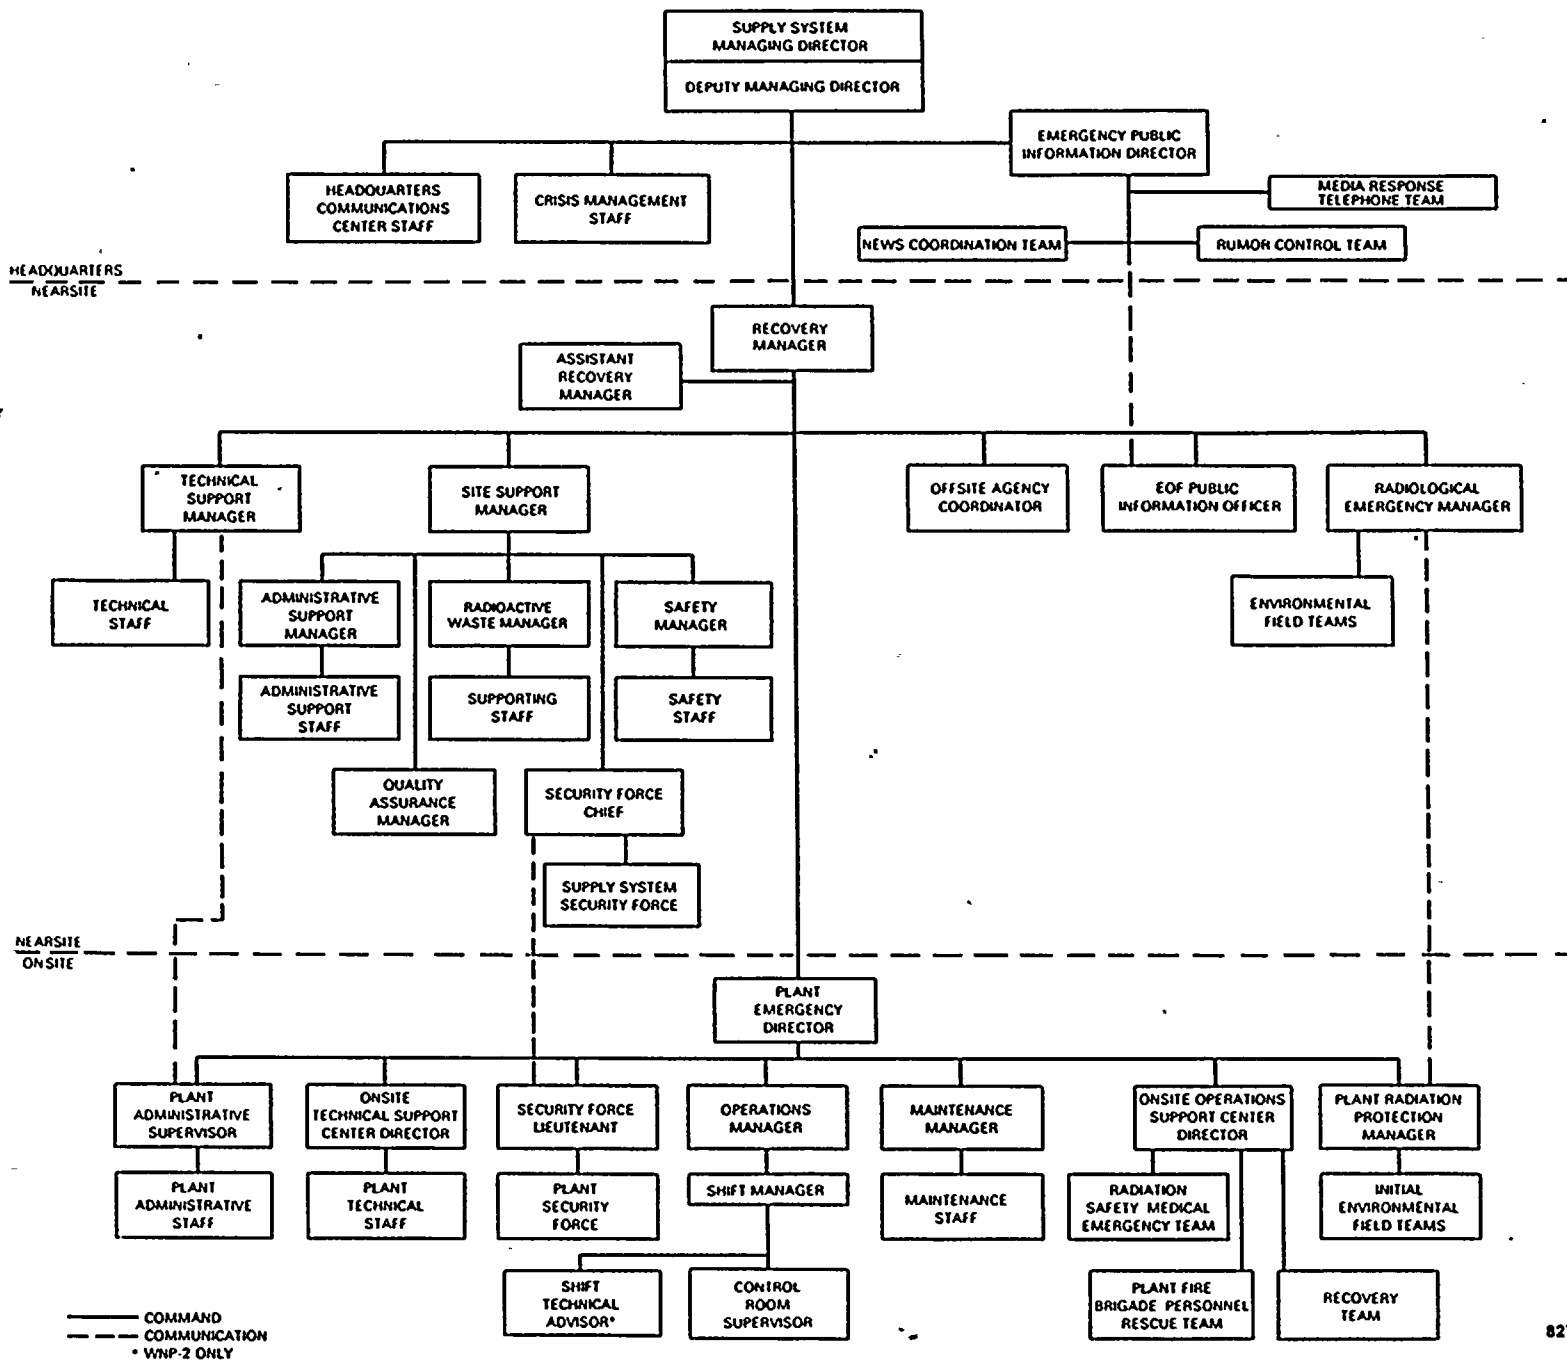 SUPPLY SYSTEM
MANAGING DIRECTOR
DEPUTY MANAGING DIRECTOR
EMERGENCY PUBLIC
INFORMATION DIRECTOR
HEADQUARTERS
COMMUNICATIONS
CENTER STAFF
CRISIS MANAGEMENT
STAFF
MEDIA RESPONSE
TELEPHONE TEAM
NEWS COORDINATION TEAM
RUMOR CONTROL TEAM
HEADQUARTERS
NEARSITE
RECOVERY
MANAGER
ASSISTANT
RECOVERY
MANAGER
TECHNICAL
SUPPORT
MANAGER
SITE SUPPORT
MANAGER
OFFSITE AGENCY
COORDINATOR
EOF PUBLIC
INFORMATION OFFICER
RADIOLOGICAL
EMERGENCY MANAGER
TECHNICAL
STAFF
ADMINISTRATIVE
SUPPORT
MANAGER
RADIOACTIVE
WASTE MANAGER
SAFETY
MANAGER
ENVIRONMENTAL
FIELD TEAMS
ADMINISTRATIVE
SUPPORT
STAFF
SUPPORTING
STAFF
SAFETY
STAFF
QUALITY
ASSURANCE
MANAGER
SECURITY FORCE
CHIEF
SUPPLY SYSTEM
SECURITY FORCE
NEARSITE
ONSITE
PLANT
EMERGENCY
DIRECTOR
PLANT
ADMINISTRATIVE
SUPERVISOR
ONSITE
TECHNICAL SUPPORT
CENTER DIRECTOR
SECURITY FORCE
LIEUTENANT
OPERATIONS
MANAGER
MAINTENANCE
MANAGER
ONSITE OPERATIONS
SUPPORT CENTER
DIRECTOR
PLANT RADIATION
PROTECTION
MANAGER
PLANT
ADMINISTRATIVE
STAFF
PLANT
TECHNICAL
STAFF
PLANT
SECURITY
FORCE
SHIFT MANAGER
MAINTENANCE
STAFF
RADIATION
SAFETY MEDICAL
EMERGENCY TEAM
INITIAL
ENVIRONMENTAL
FIELD TEAMS
SHIFT
TECHNICAL
ADVISOR*
CONTROL
ROOM
SUPERVISOR
PLANT FIRE
BRIGADE PERSONNEL
RESCUE TEAM
RECOVERY
TEAM
COMMAND
COMMUNICATION
* WNP-2 ONLY